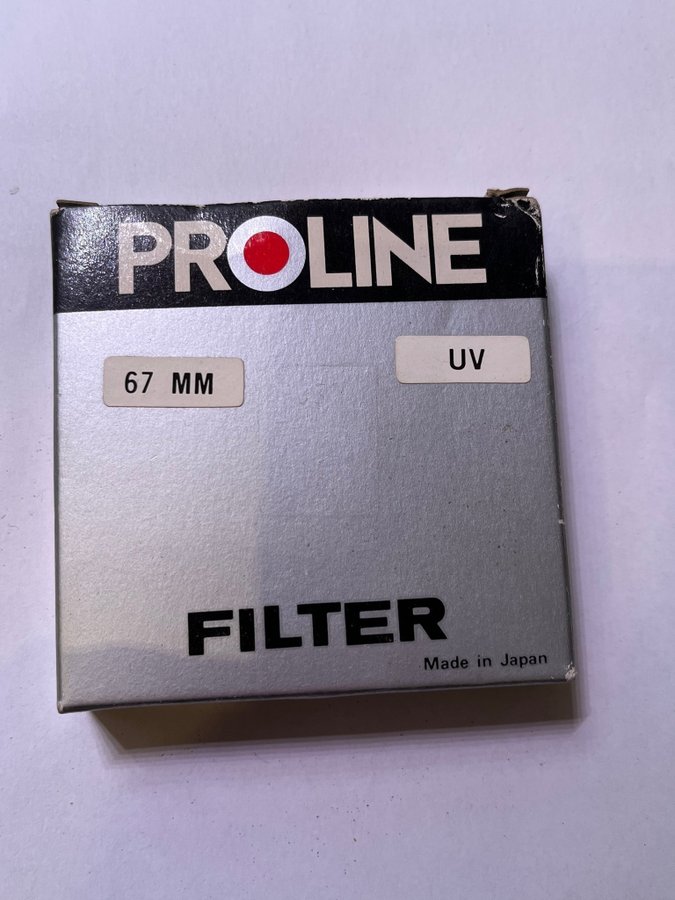 PROLINE
67 MM
UV
FILTER
Made in Japan